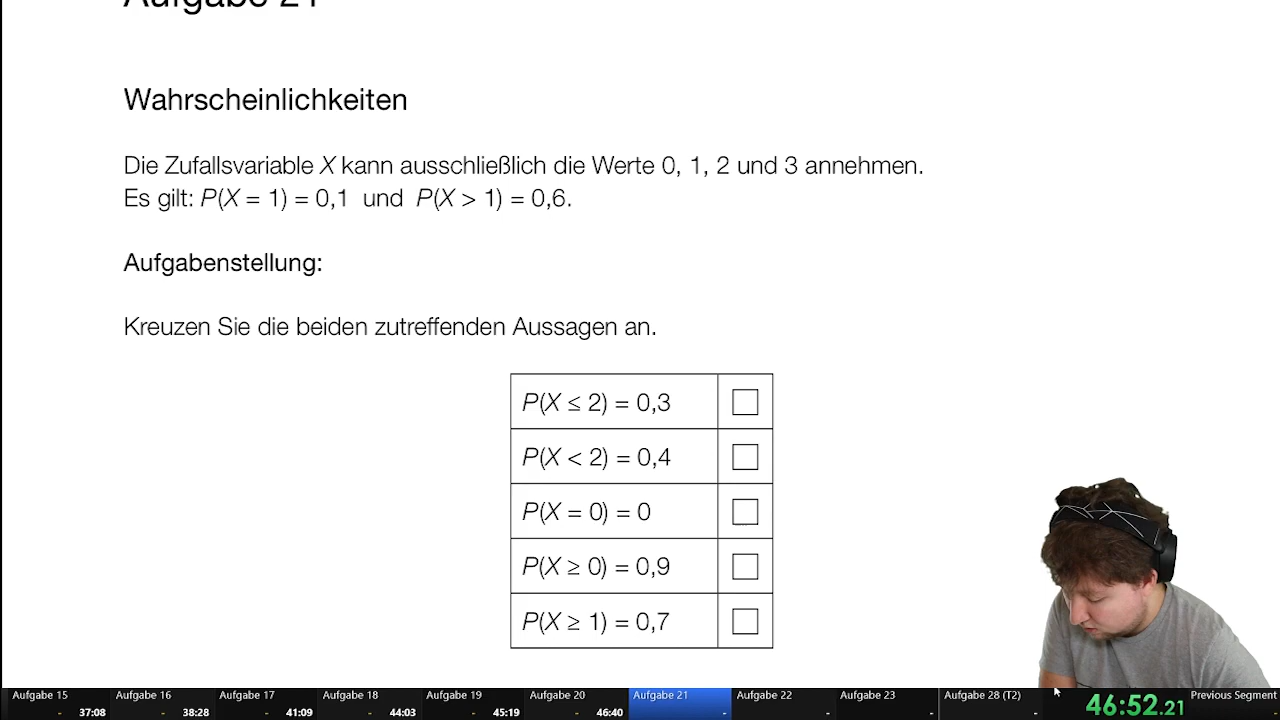 Aufgabe 21
Wahrscheinlichkeiten
Die Zufallsvariable X kann ausschließlich die Werte 0, 1, 2 und 3 annehmen.
Es gilt: P(X = 1) = 0,1 und P(X > 1) = 0,6.
Aufgabenstellung:
Kreuzen Sie die beiden zutreffenden Aussagen an.
P(X ≤ 2) = 0,3
P(X < 2) = 0,4
P(X = 0) = 0
P(X ≥ 0) = 0,9
P(X ≥ 1) = 0,7
Aufgabe 15 Aufgabe 16 Aufgabe 17 Aufgabe 18 Aufgabe 19 Aufgabe 20 Aufgabe 21 Aufgabe 22 Aufgabe 23 Aufgabe 28 (T2) 46:52.21 Previous Segment
- 37:08 - 38:28 - 41:09 - 44:03 - 45:19 - 46:40 - - - - -